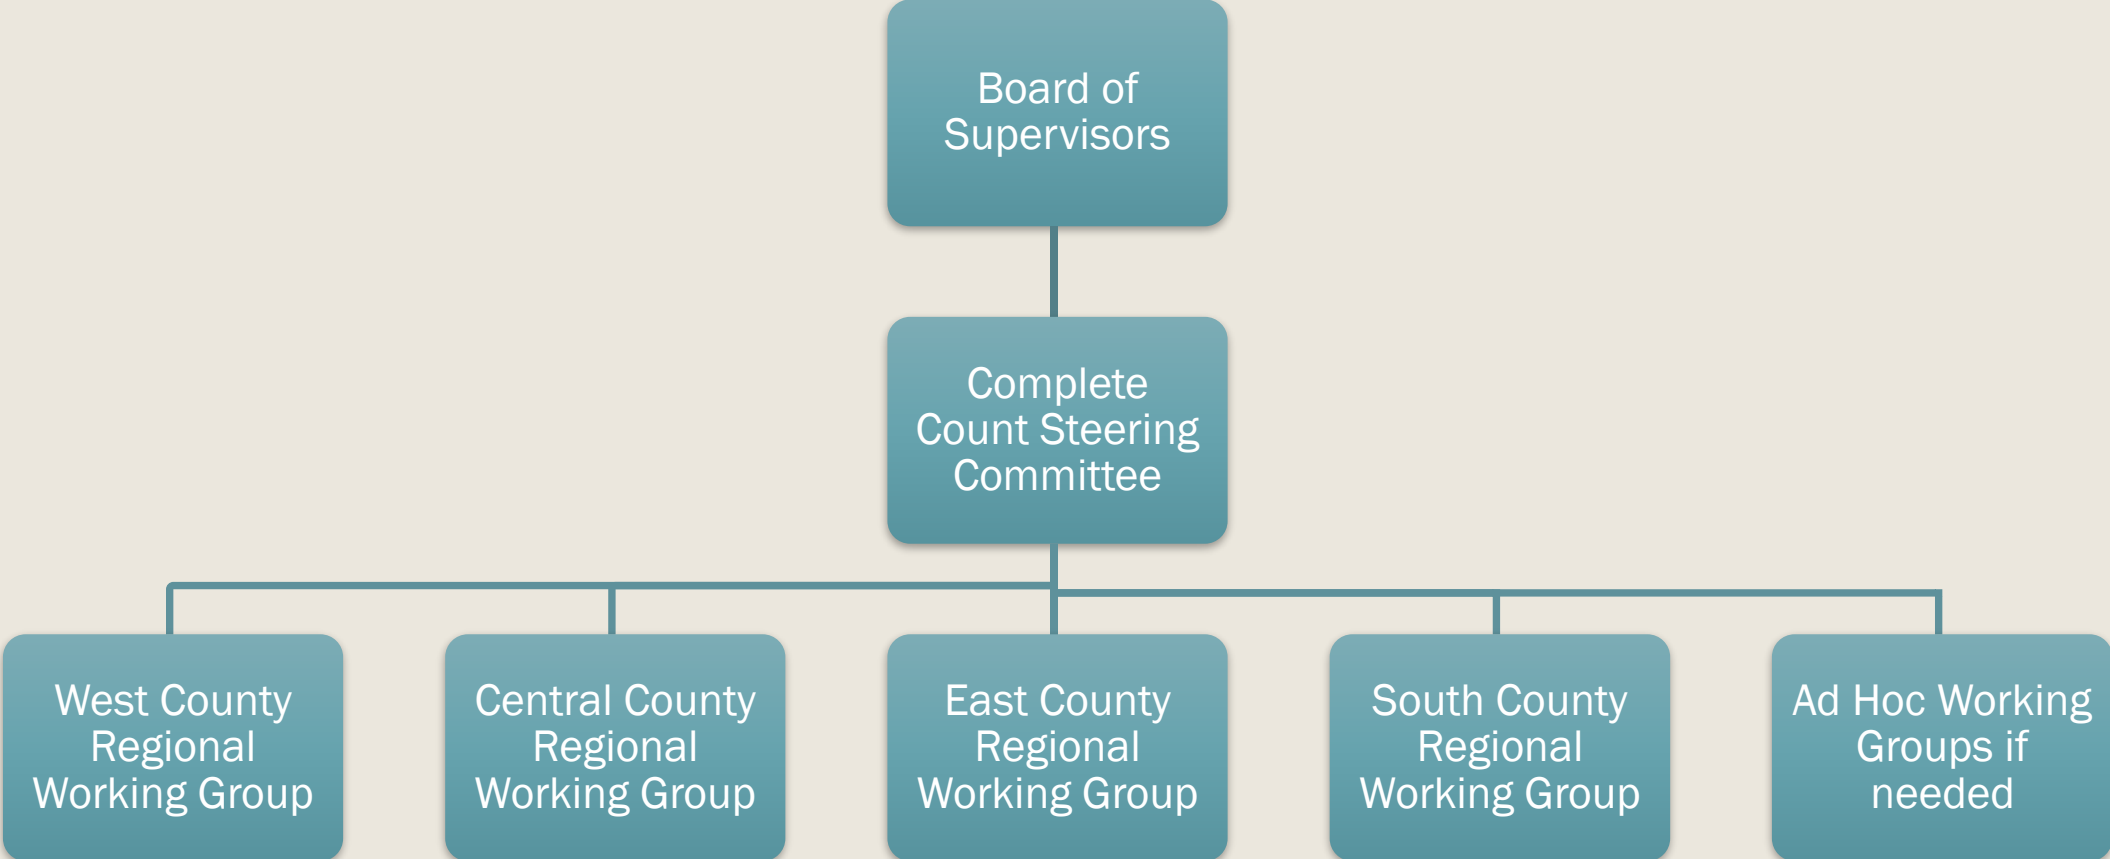 Board of
Supervisors
Complete
Count Steering
Committee
West County
Regional
Working Group
Central County
Regional
Working Group
East County
Regional
Working Group
South County
Regional
Working Group
Ad Hoc Working
Groups if
needed